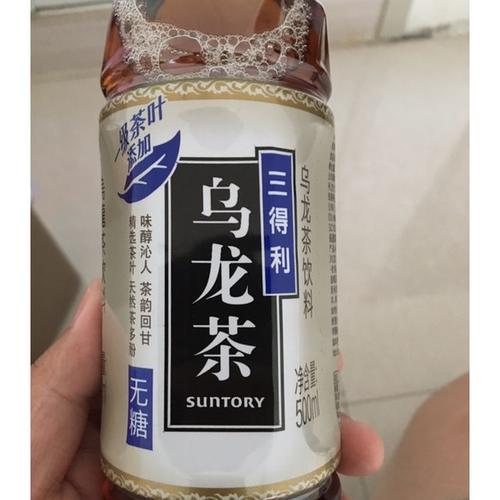 一级茶叶
添加
三得利
乌龙茶
SUNTORY
乌龙茶饮料
味醇沁人 茶韵回甘
精选茶叶 天然茶多酚
无糖
净含量
500ml